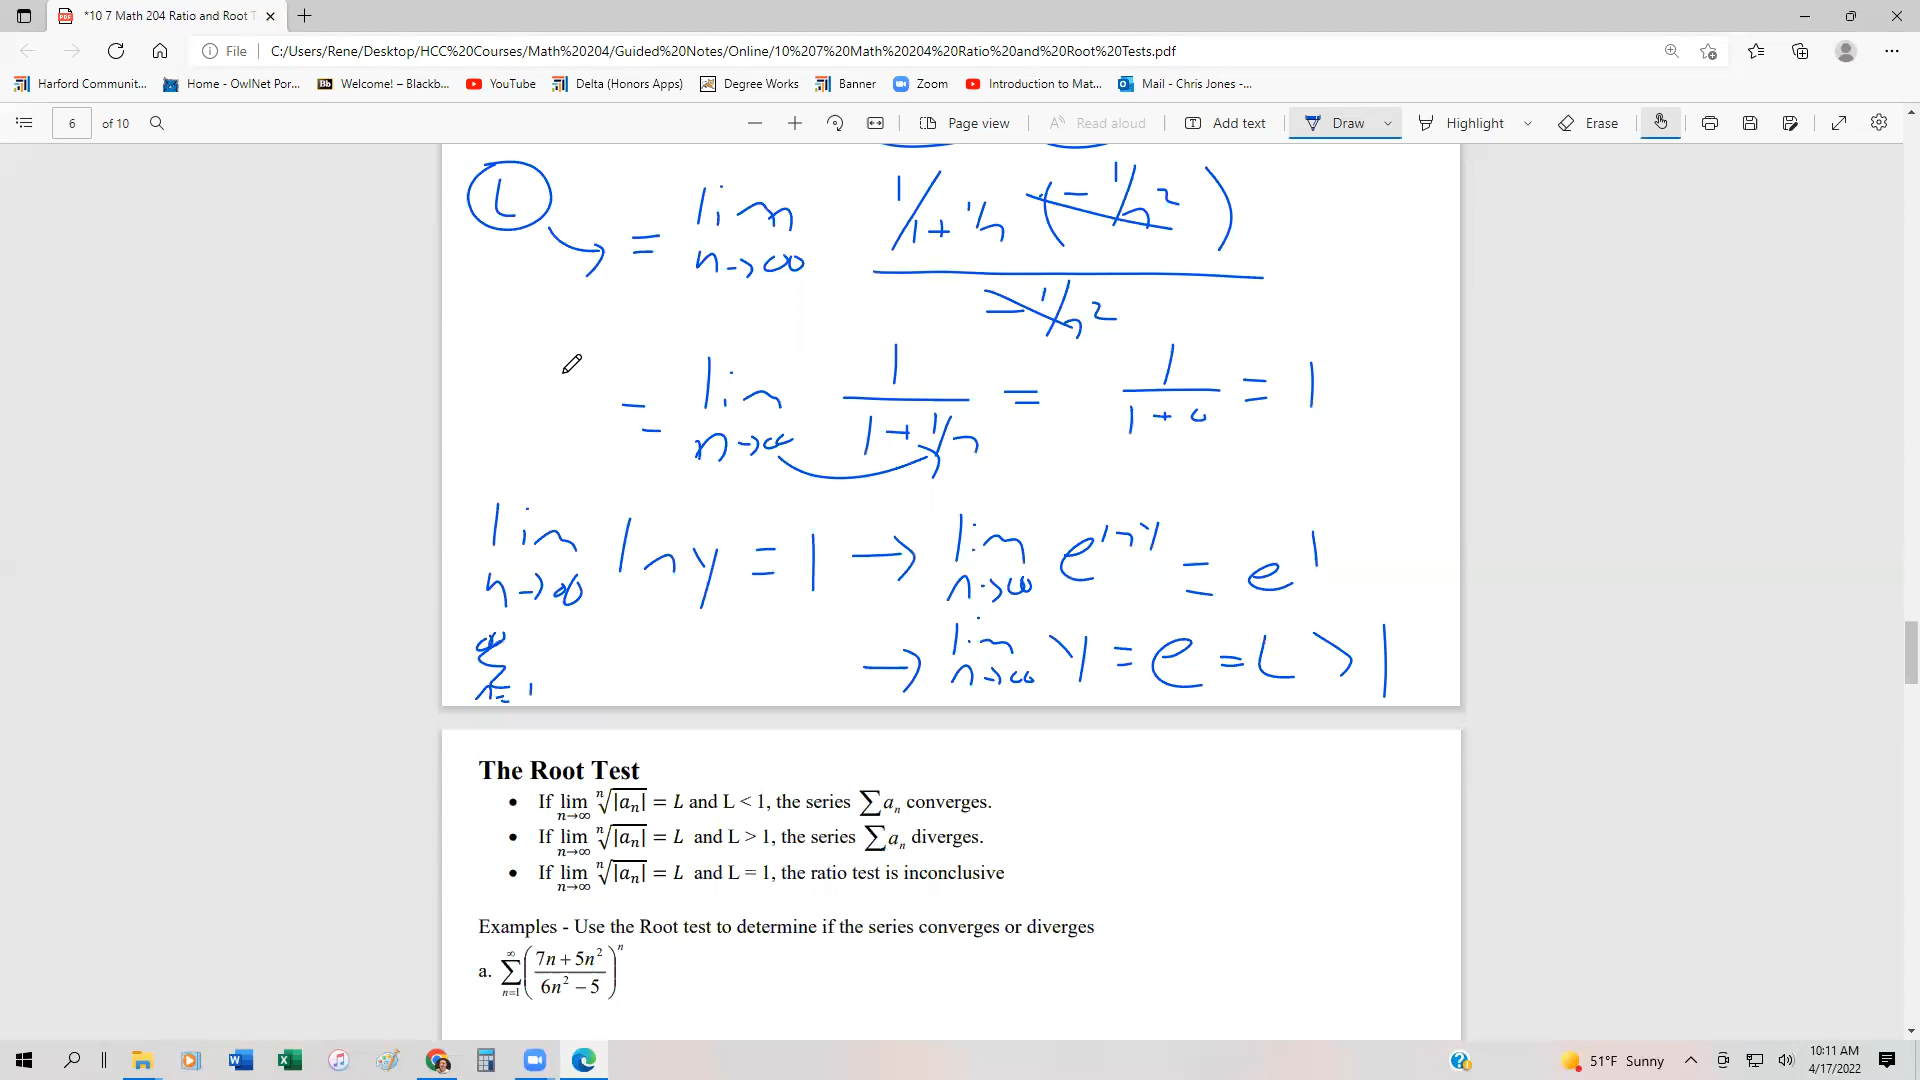 *10 7 Math 204 Ratio and Root T
File C:/Users/Rene/Desktop/HCC%20Courses/Math%20204/Guided%20Notes/Online/10%207%20Math%20204%20Ratio%20and%20Root%20Tests.pdf
Harford Communit... Home - OwlNet Por... Bb Welcome! – Blackb... YouTube Delta (Honors Apps) Degree Works Banner Zoom Introduction to Mat... Mail - Chris Jones -...
6 of 10 Page view Read aloud Add text Draw Highlight Erase
L = lim n→∞ (1/1+1/n (-1/n²)) / (-1/n²)
= lim n→∞ 1/(1+1/n) = 1/(1+0) = 1
lim n→∞ ln y = 1 → lim n→∞ e^ln y = e^1
∞ Σ n=1 → lim n→∞ y = e = L > 1
The Root Test
• If lim n→∞ ⁿ√|aₙ| = L and L < 1, the series ∑aₙ converges.
• If lim n→∞ ⁿ√|aₙ| = L and L > 1, the series ∑aₙ diverges.
• If lim n→∞ ⁿ√|aₙ| = L and L = 1, the ratio test is inconclusive
Examples - Use the Root test to determine if the series converges or diverges
a. ∞ ∑ n=1 ((7n + 5n²)/(6n² − 5))ⁿ
51°F Sunny 10:11 AM
4/17/2022